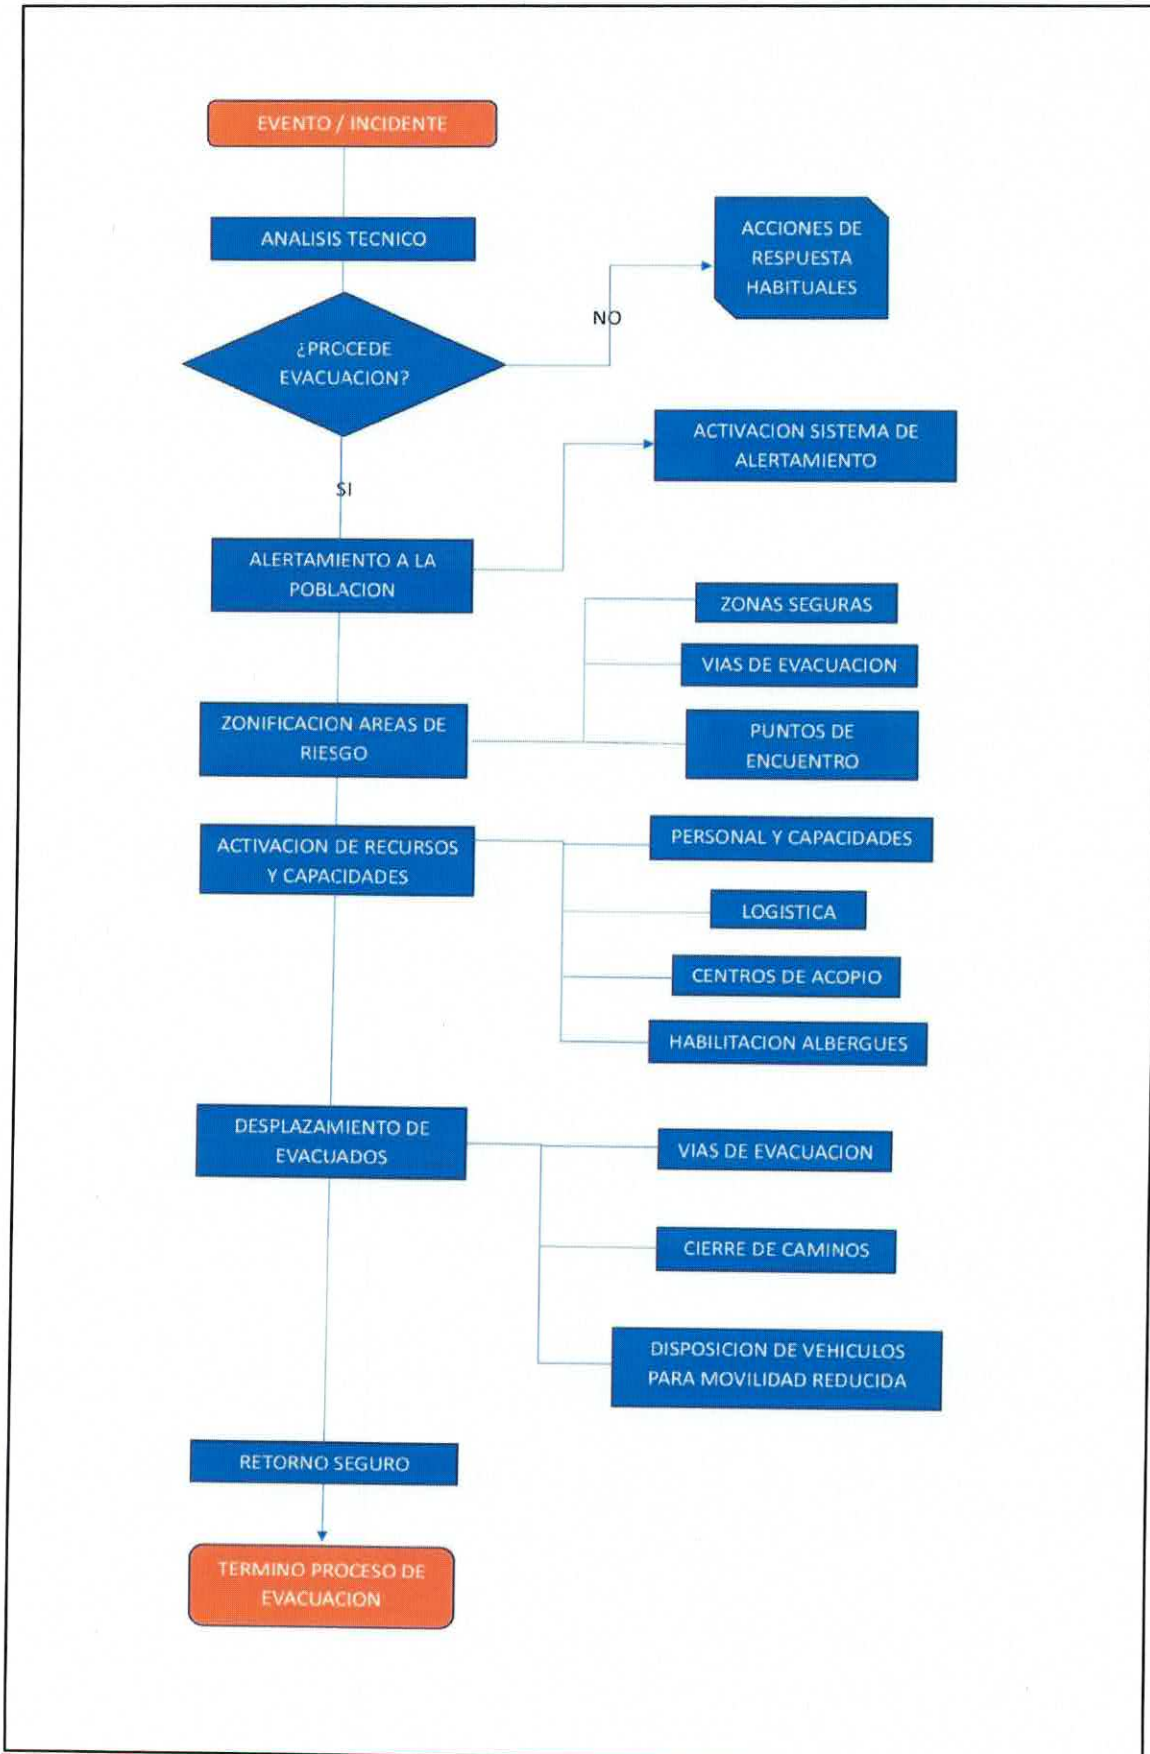 EVENTO / INCIDENTE
ANALISIS TECNICO
ACCIONES DE
RESPUESTA
HABITUALES
NO
¿PROCEDE
EVACUACION?
ACTIVACION SISTEMA DE
ALERTAMIENTO
SI
ALERTAMIENTO A LA
POBLACION
ZONAS SEGURAS
VIAS DE EVACUACION
ZONIFICACION AREAS DE
RIESGO
PUNTOS DE
ENCUENTRO
ACTIVACION DE RECURSOS
Y CAPACIDADES
PERSONAL Y CAPACIDADES
LOGISTICA
CENTROS DE ACOPIO
HABILITACION ALBERGUES
DESPLAZAMIENTO DE
EVACUADOS
VIAS DE EVACUACION
CIERRE DE CAMINOS
DISPOSICION DE VEHICULOS
PARA MOVILIDAD REDUCIDA
RETORNO SEGURO
TERMINO PROCESO DE
EVACUACION